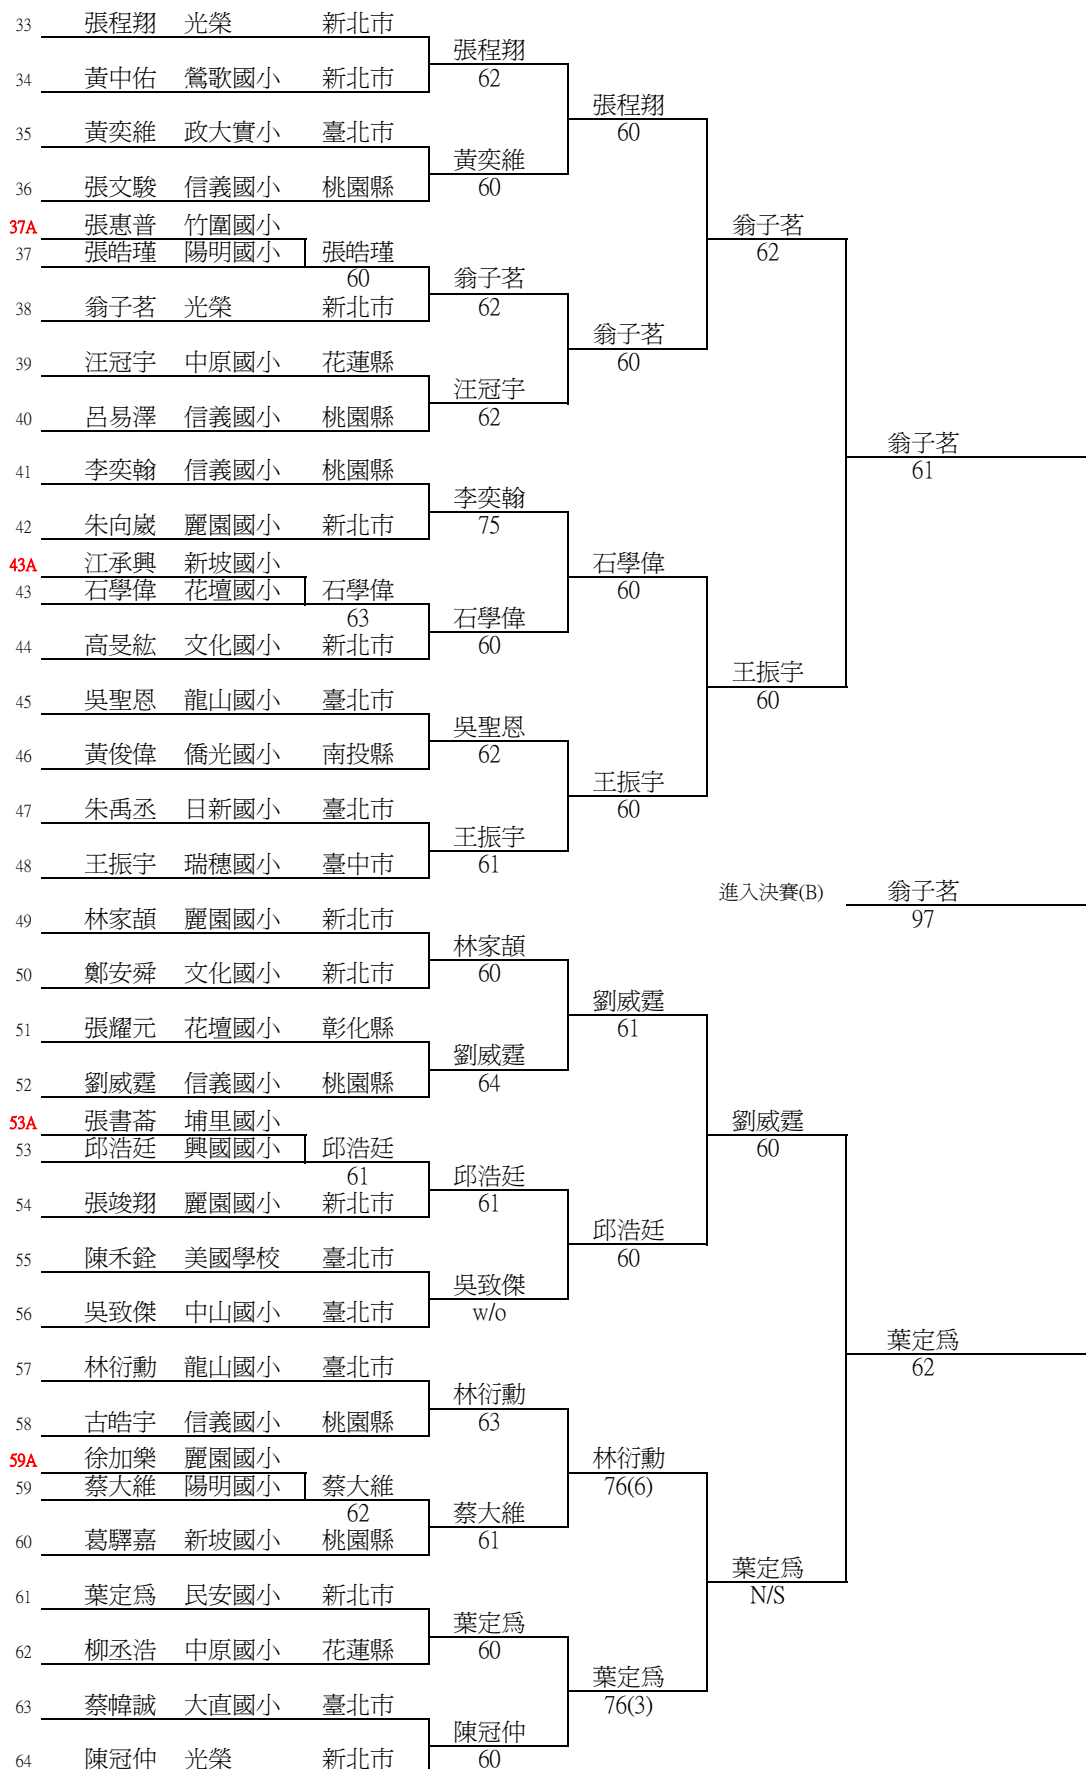 33 張程翔 光榮 新北市
張程翔
62
34 黃中佑 鶯歌國小 新北市
張程翔
60
35 黃奕維 政大實小 臺北市
黃奕維
60
36 張文駿 信義國小 桃園縣
37A 張惠普 竹圍國小
翁子茗
62
37 張皓瑾 陽明國小 張皓瑾
60
翁子茗
62
38 翁子茗 光榮 新北市
翁子茗
60
39 汪冠宇 中原國小 花蓮縣
汪冠宇
62
40 呂易澤 信義國小 桃園縣
翁子茗
61
41 李奕翰 信義國小 桃園縣
李奕翰
75
42 朱向崴 麗園國小 新北市
43A 江承興 新坡國小
石學偉
60
43 石學偉 花壇國小 石學偉
63
石學偉
60
44 高旻紘 文化國小 新北市
王振宇
60
45 吳聖恩 龍山國小 臺北市
吳聖恩
62
46 黃俊偉 僑光國小 南投縣
王振宇
60
47 朱禹丞 日新國小 臺北市
王振宇
61
48 王振宇 瑞穗國小 臺中市
進入決賽(B) 翁子茗
97
49 林家頡 麗園國小 新北市
林家頡
60
50 鄭安舜 文化國小 新北市
劉威霆
61
51 張耀元 花壇國小 彰化縣
劉威霆
64
52 劉威霆 信義國小 桃園縣
53A 張書菕 埔里國小
劉威霆
60
53 邱浩廷 興國國小 邱浩廷
61
邱浩廷
61
54 張竣翔 麗園國小 新北市
邱浩廷
60
55 陳禾銓 美國學校 臺北市
吳致傑
w/o
56 吳致傑 中山國小 臺北市
葉定爲
62
57 林衍勳 龍山國小 臺北市
林衍勳
63
58 古皓宇 信義國小 桃園縣
59A 徐加樂 麗園國小
林衍勳
76(6)
59 蔡大維 陽明國小 蔡大維
62
蔡大維
61
60 葛驛嘉 新坡國小 桃園縣
葉定爲
N/S
61 葉定爲 民安國小 新北市
葉定爲
60
62 柳丞浩 中原國小 花蓮縣
葉定爲
76(3)
63 蔡幃誠 大直國小 臺北市
陳冠仲
60
64 陳冠仲 光榮 新北市